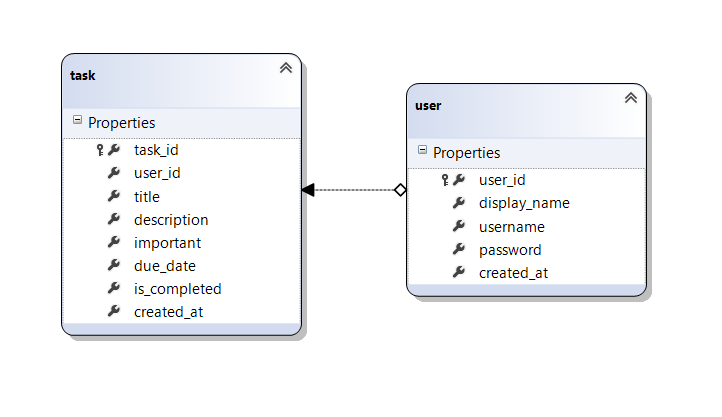 task
Properties
task_id
user_id
title
description
important
due_date
is_completed
created_at
user
Properties
user_id
display_name
username
password
created_at